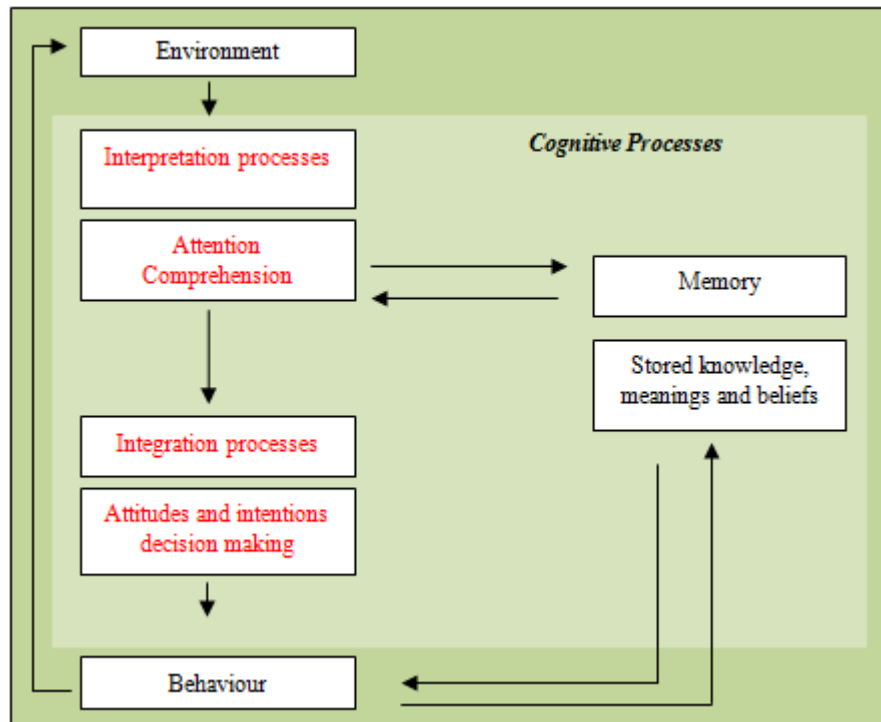 Environment
Cognitive Processes
Interpretation processes
Attention
Comprehension
Memory
Stored knowledge,
meanings and beliefs
Integration processes
Attitudes and intentions
decision making
Behaviour